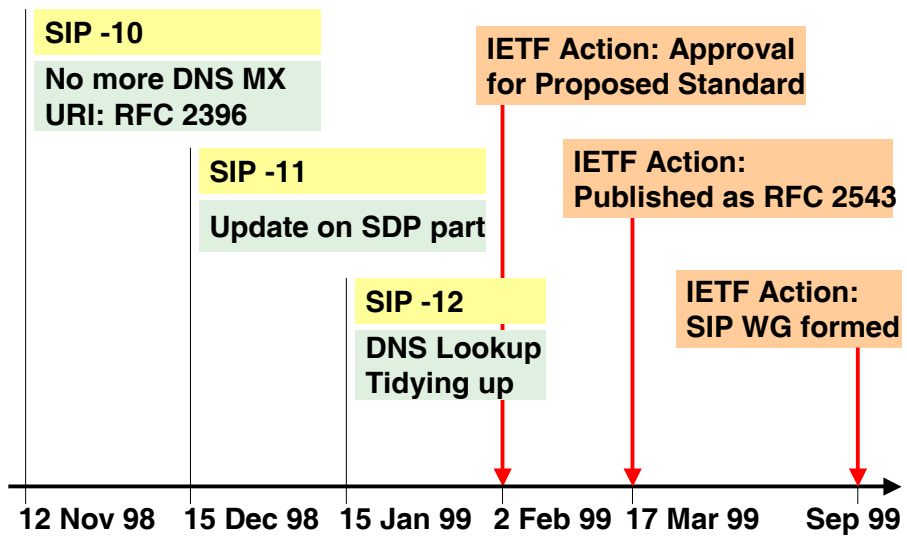 SIP -10
No more DNS MX
URI: RFC 2396
SIP -11
Update on SDP part
SIP -12
DNS Lookup
Tidying up
IETF Action: Approval
for Proposed Standard
IETF Action:
Published as RFC 2543
IETF Action:
SIP WG formed
12 Nov 98
15 Dec 98
15 Jan 99
2 Feb 99
17 Mar 99
Sep 99